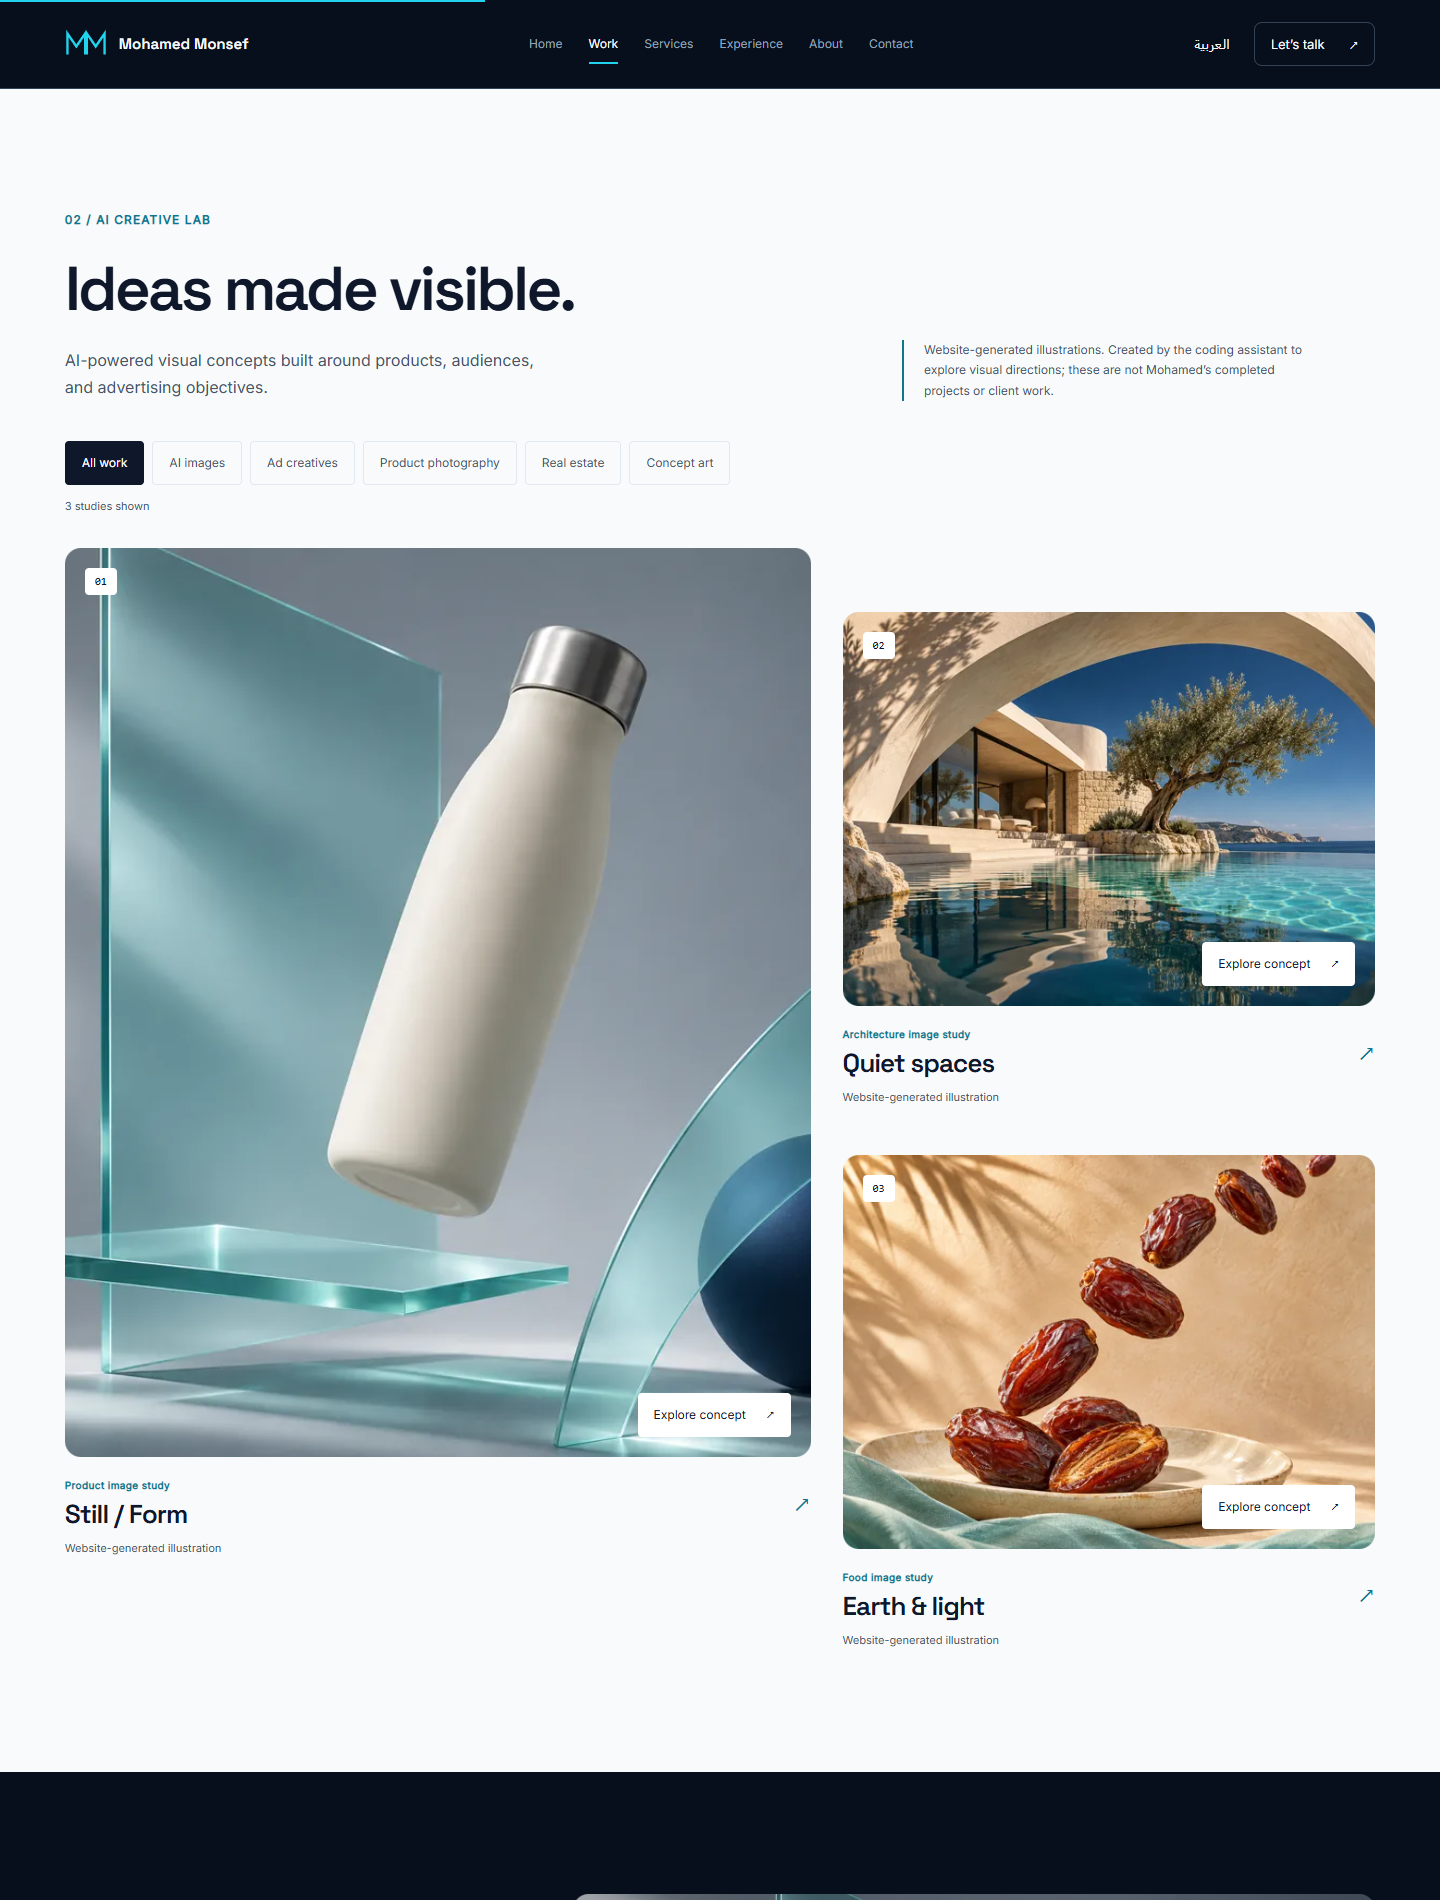 Mohamed Monsef
Home
Work
Services
Experience
About
Contact
العربية
Let's talk ↗
02 / AI CREATIVE LAB
Ideas made visible.
AI-powered visual concepts built around products, audiences,
and advertising objectives.
Website-generated illustrations. Created by the coding assistant to
explore visual directions; these are not Mohamed's completed
projects or client work.
All work
AI images
Ad creatives
Product photography
Real estate
Concept art
3 studies shown
01
Explore concept ↗
Product image study
Still / Form
Website-generated illustration
02
Explore concept ↗
Architecture image study
Quiet spaces
Website-generated illustration
03
Explore concept ↗
Food image study
Earth & light
Website-generated illustration